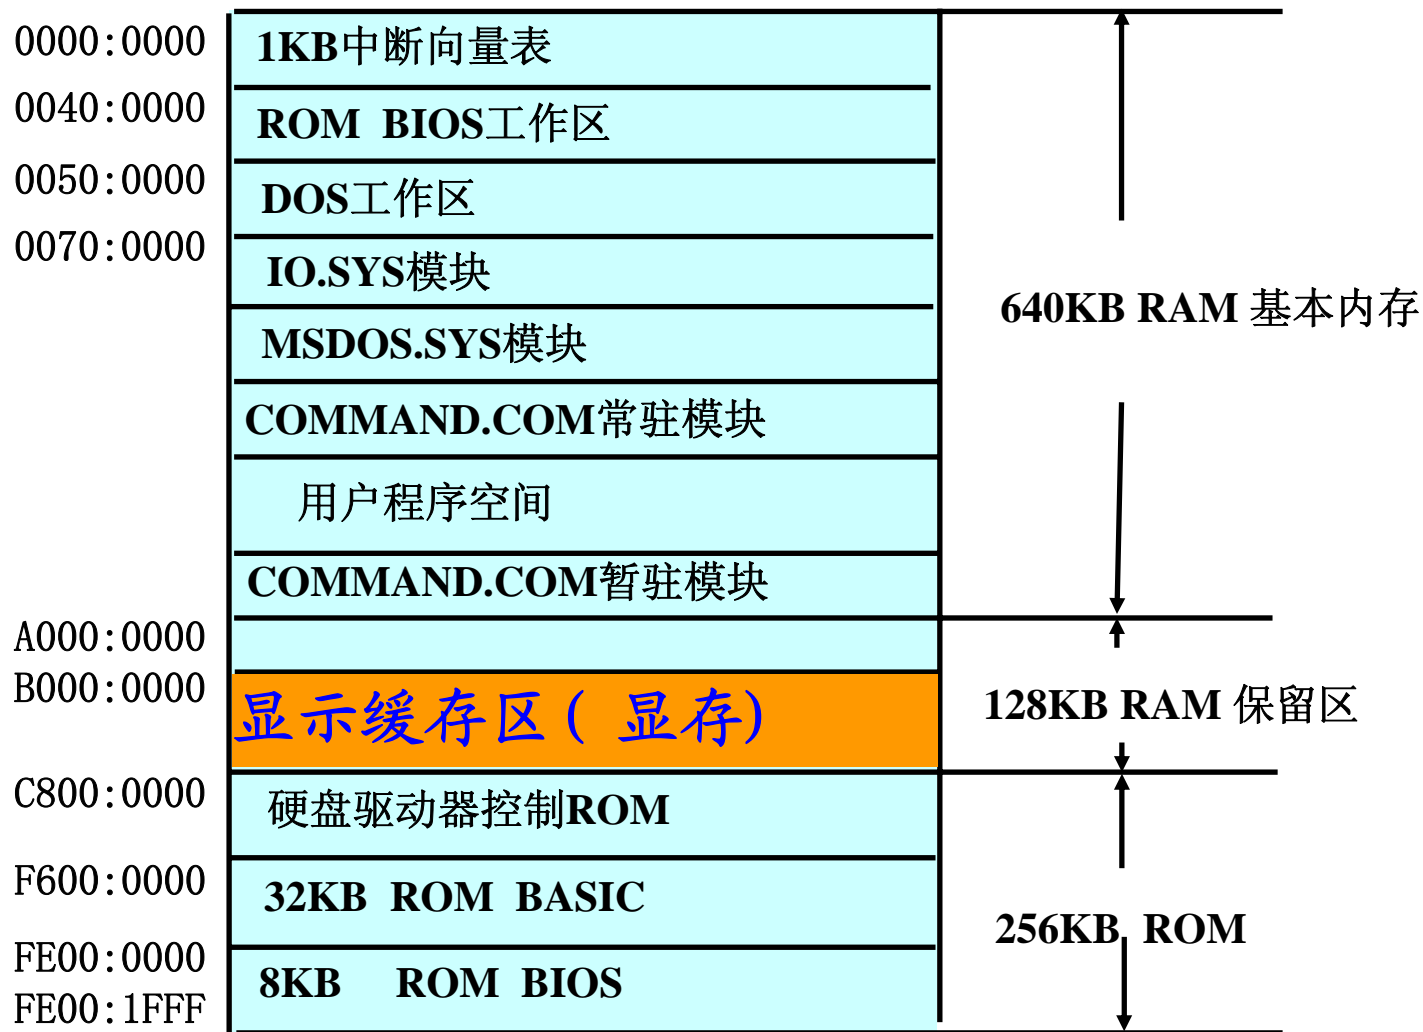 0000:0000 1KB中断向量表
0040:0000 ROM BIOS工作区
0050:0000 DOS工作区
0070:0000 IO.SYS模块
640KB RAM 基本内存
MSDOS.SYS模块
COMMAND.COM常驻模块
用户程序空间
COMMAND.COM暂驻模块
A000:0000
B000:0000 显示缓存区( 显存)
128KB RAM 保留区
C800:0000 硬盘驱动器控制ROM
F600:0000 32KB ROM BASIC
256KB ROM
FE00:0000 8KB ROM BIOS
FE00:1FFF